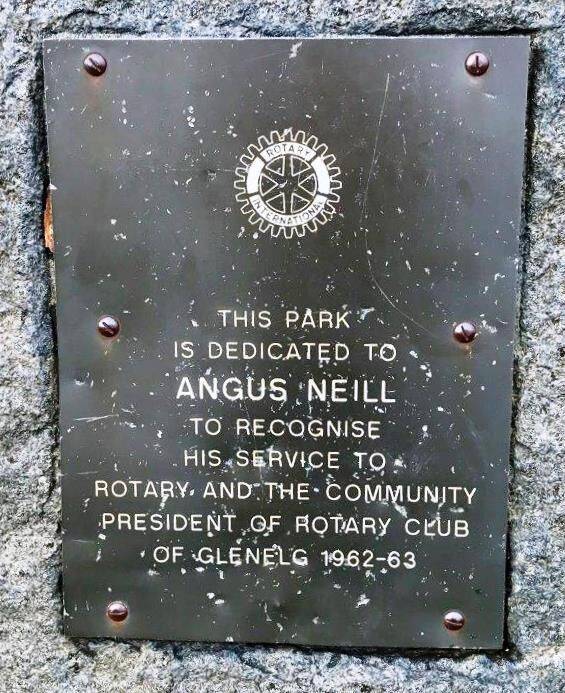 ROTARY
INTERNATIONAL
THIS PARK
IS DEDICATED TO
ANGUS NEILL
TO RECOGNISE
HIS SERVICE TO
ROTARY AND THE COMMUNITY
PRESIDENT OF ROTARY CLUB
OF GLENELG 1962-63